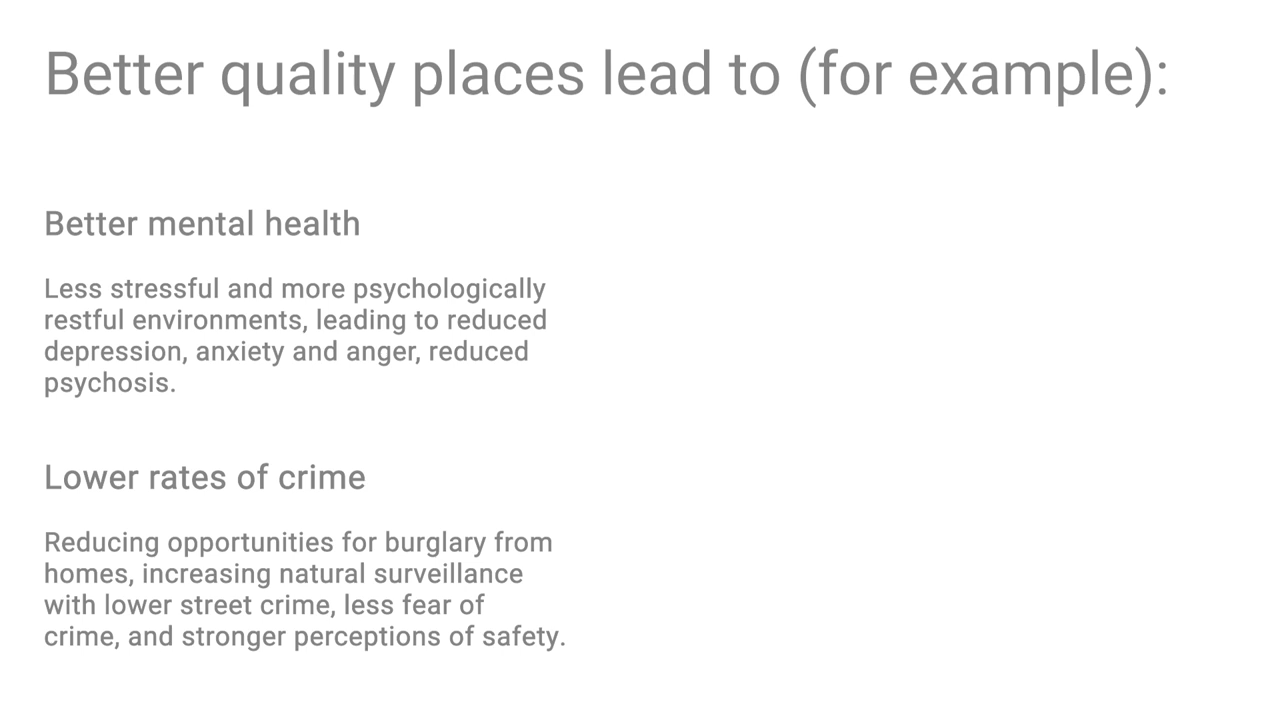 Better quality places lead to (for example):
Better mental health
Less stressful and more psychologically
restful environments, leading to reduced
depression, anxiety and anger, reduced
psychosis.
Lower rates of crime
Reducing opportunities for burglary from
homes, increasing natural surveillance
with lower street crime, less fear of
crime, and stronger perceptions of safety.